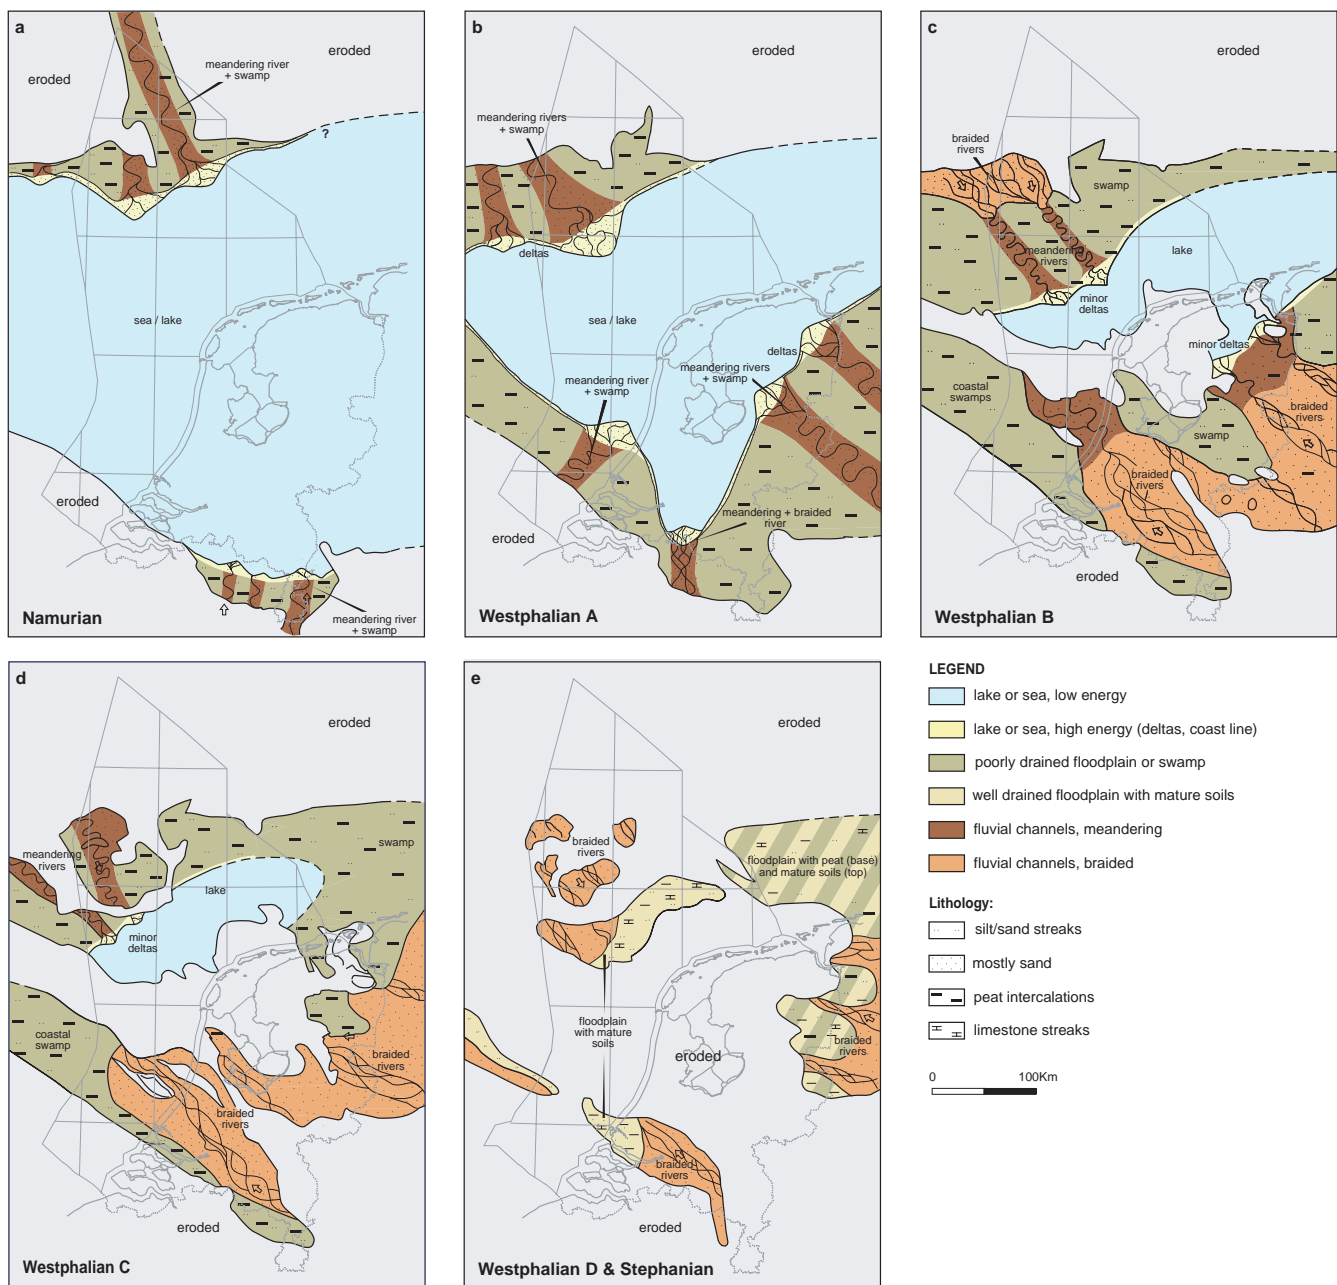 a
eroded
eroded
meandering river
+ swamp
?
sea / lake
eroded
meandering river
+ swamp
Namurian
b
eroded
meandering rivers
+ swamp
deltas
sea / lake
deltas
meandering rivers
+ swamp
meandering river
+ swamp
meandering + braided
river
eroded
Westphalian A
c
eroded
braided
rivers
swamp
meandering
rivers
lake
minor
deltas
minor deltas
coastal
swamps
braided
rivers
swamp
braided
rivers
eroded
Westphalian B
d
eroded
meandering
rivers
swamp
lake
minor
deltas
coastal
swamp
braided
rivers
braided
rivers
eroded
Westphalian C
e
eroded
braided
rivers
floodplain with peat (base)
and mature soils (top)
floodplain
with mature
soils
eroded
braided
rivers
braided
rivers
eroded
Westphalian D & Stephanian
LEGEND
lake or sea, low energy
lake or sea, high energy (deltas, coast line)
poorly drained floodplain or swamp
well drained floodplain with mature soils
fluvial channels, meandering
fluvial channels, braided
Lithology:
silt/sand streaks
mostly sand
peat intercalations
limestone streaks
0 100Km